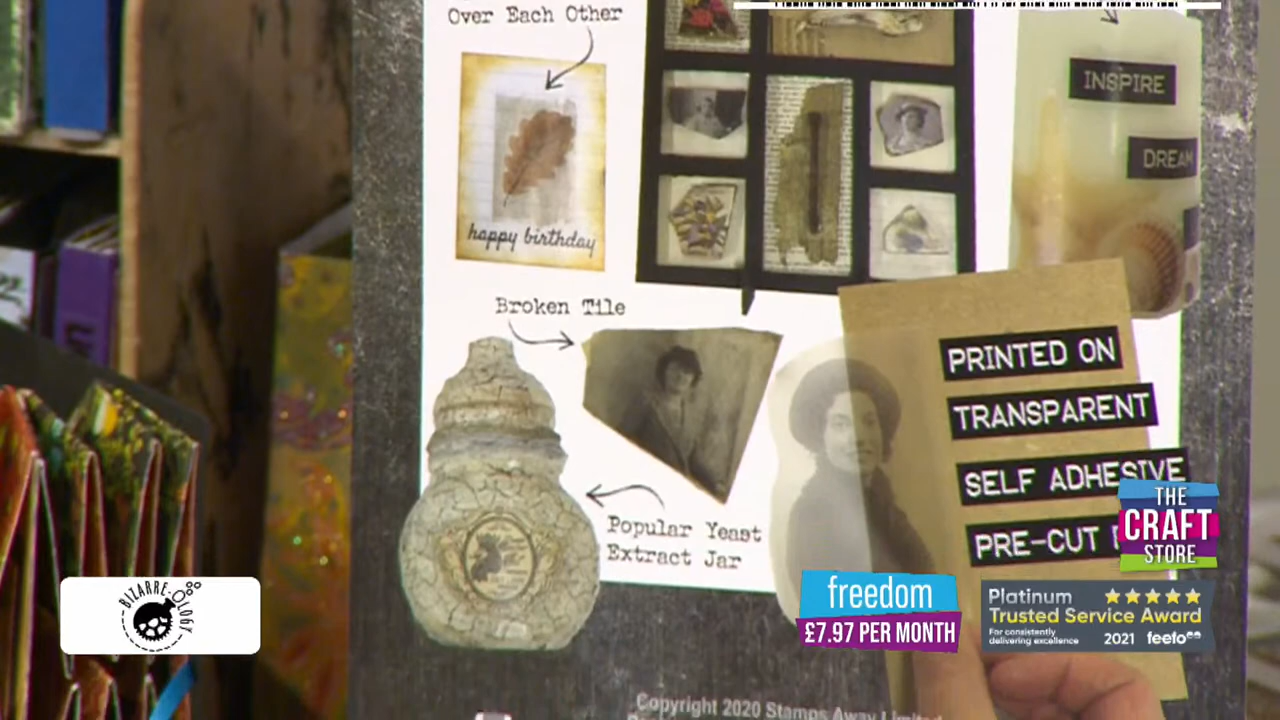 Over Each Other
INSPIRE
DREAM
happy birthday
Broken Tile
PRINTED ON
TRANSPARENT
SELF ADHESIVE
PRE-CUT
Popular Yeast
Extract Jar
THE
CRAFT
STORE
BIZARRE-OLOGY
freedom
£7.97 PER MONTH
Platinum
Trusted Service Award
For consistently
delivering excellence
2021 feefo
Copyright 2020 Stamps Away Limited